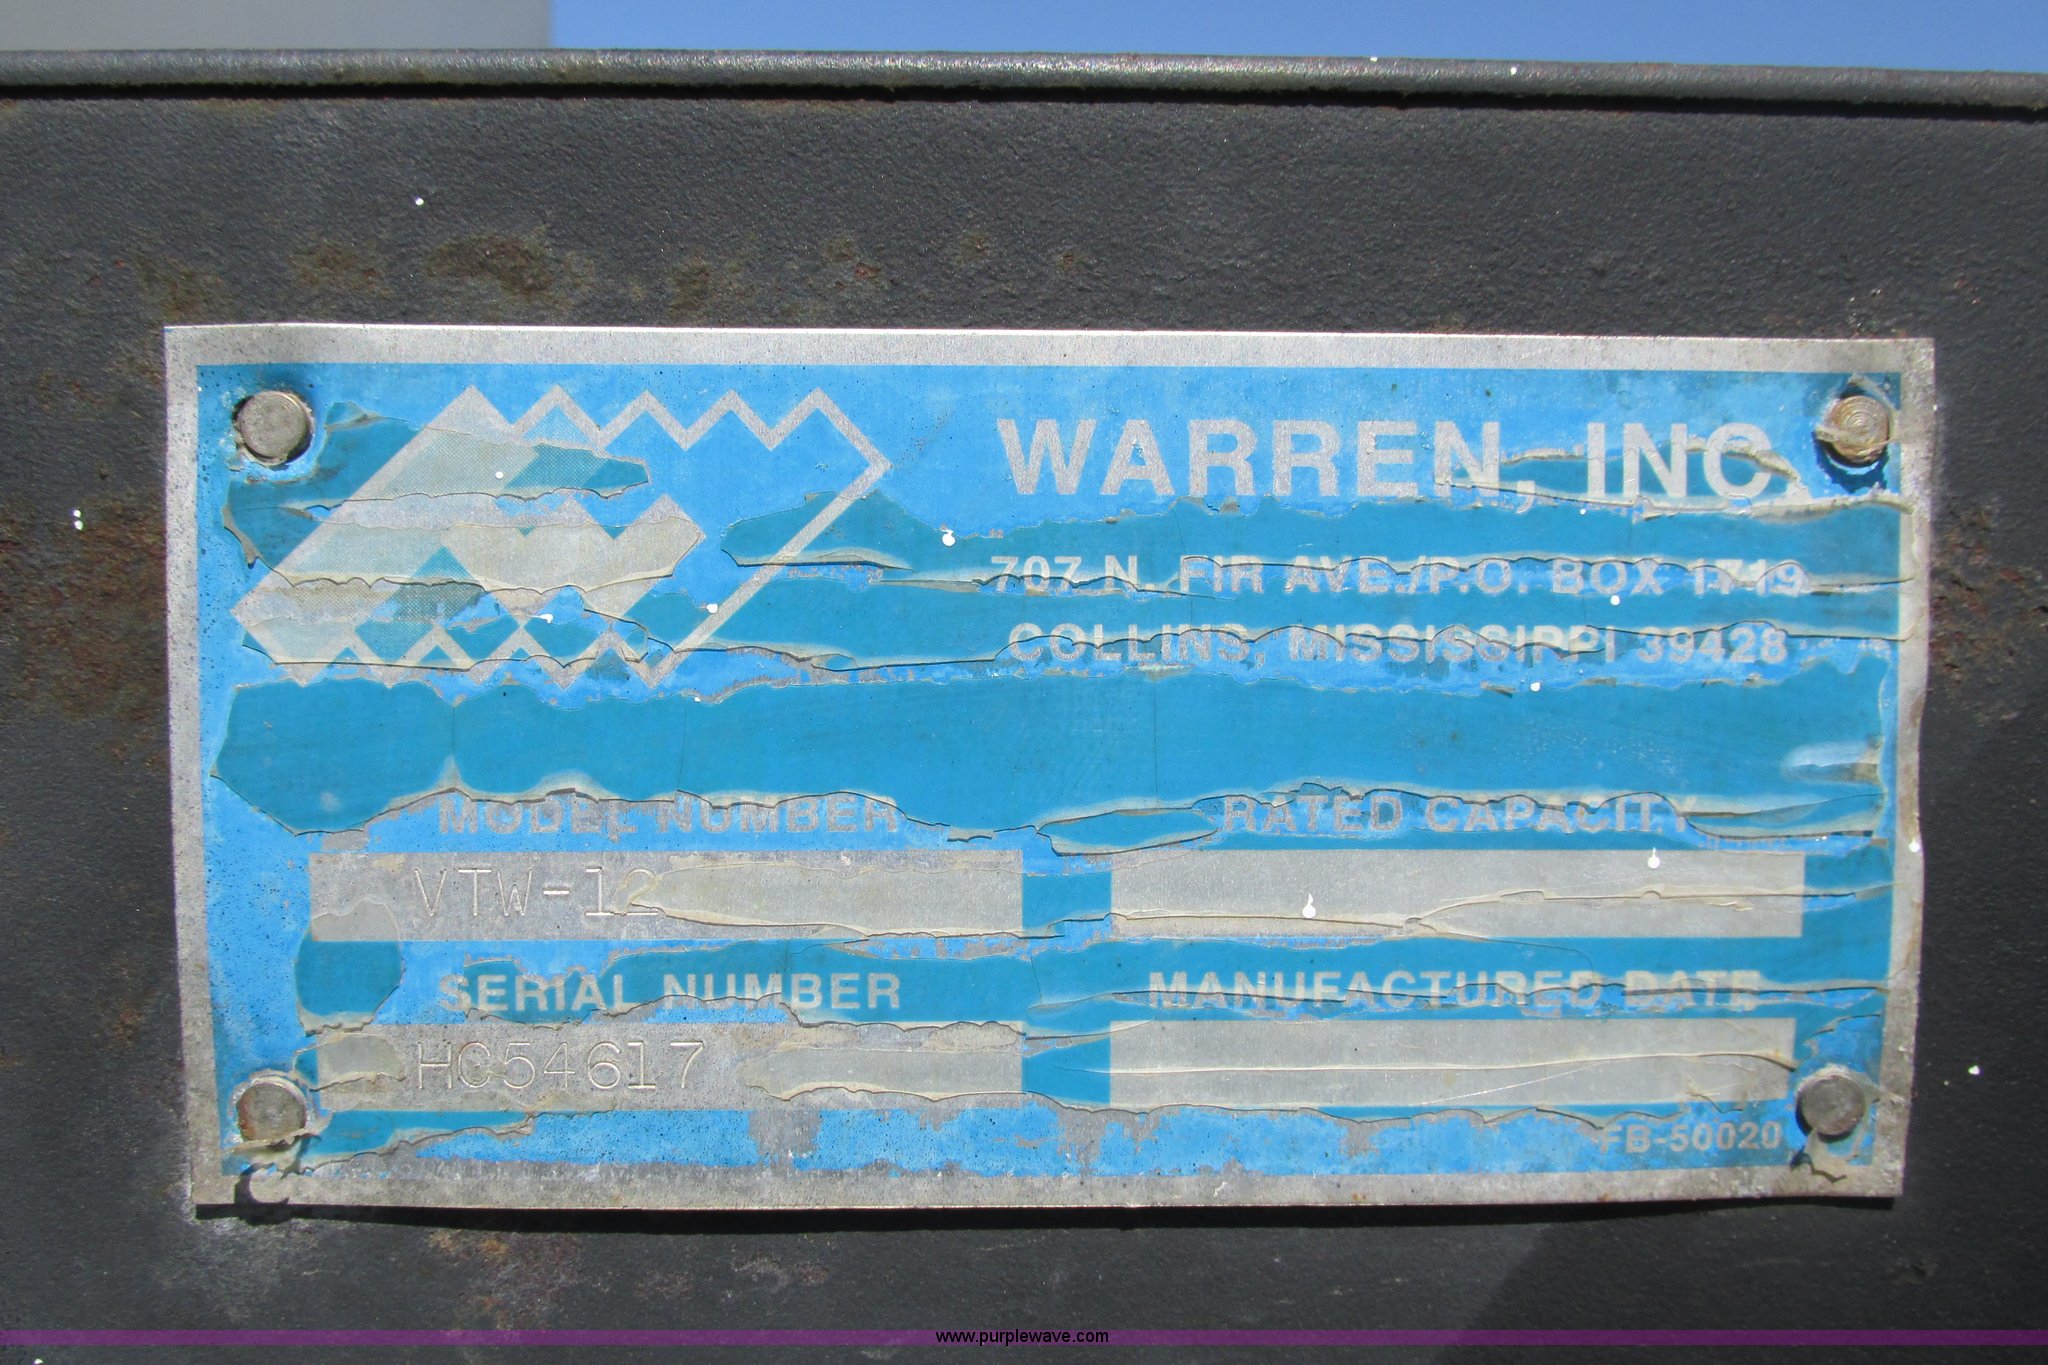 WARREN, INC.
707 N. FIR AVE./P.O. BOX 1719
COLLINS, MISSISSIPPI 39428
MODEL NUMBER
RATED CAPACITY
VTW-12
SERIAL NUMBER
MANUFACTURED DATE
HC54617
FB-50020
www.purplewave.com